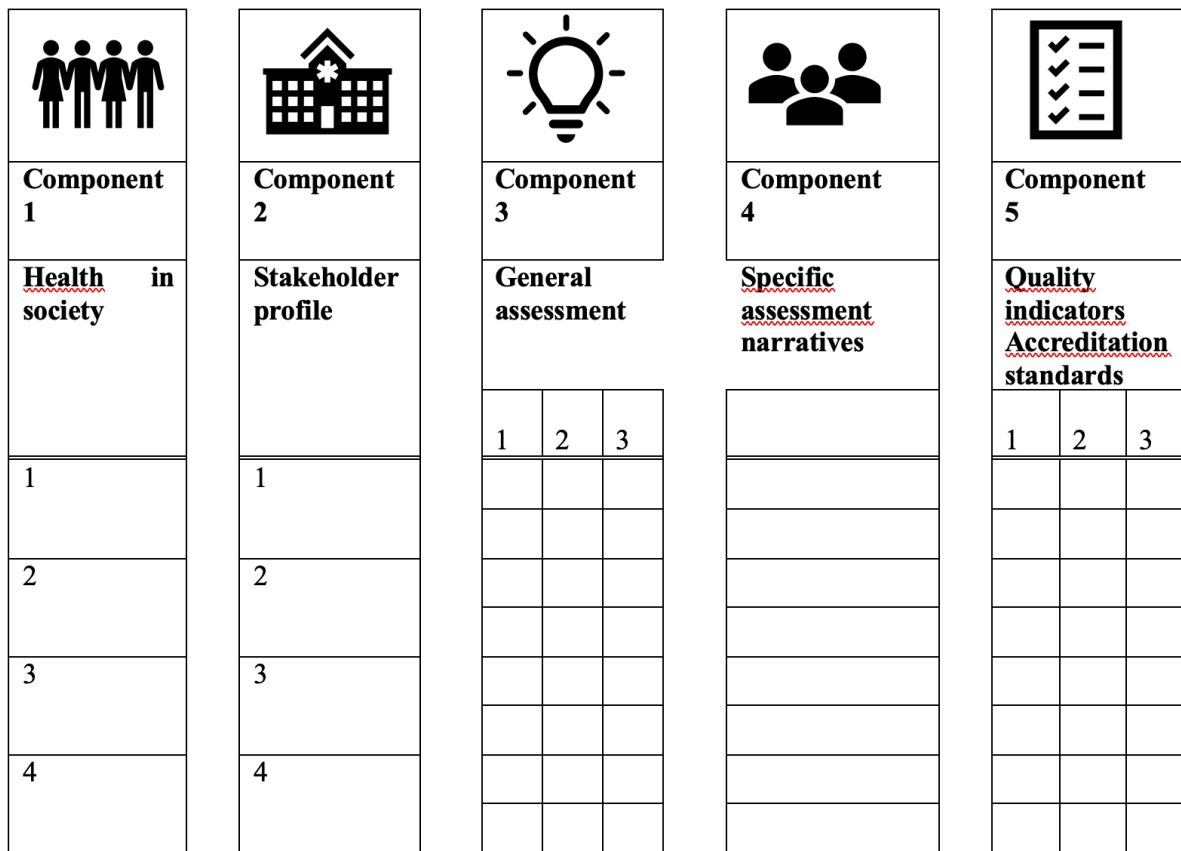 Component
1
Component
2
Component
3
Component
4
Component
5
Health in
society
Stakeholder
profile
General
assessment
Specific
assessment
narratives
Quality
indicators
Accreditation
standards
1 2 3
1 2 3
1
1
2
2
3
3
4
4